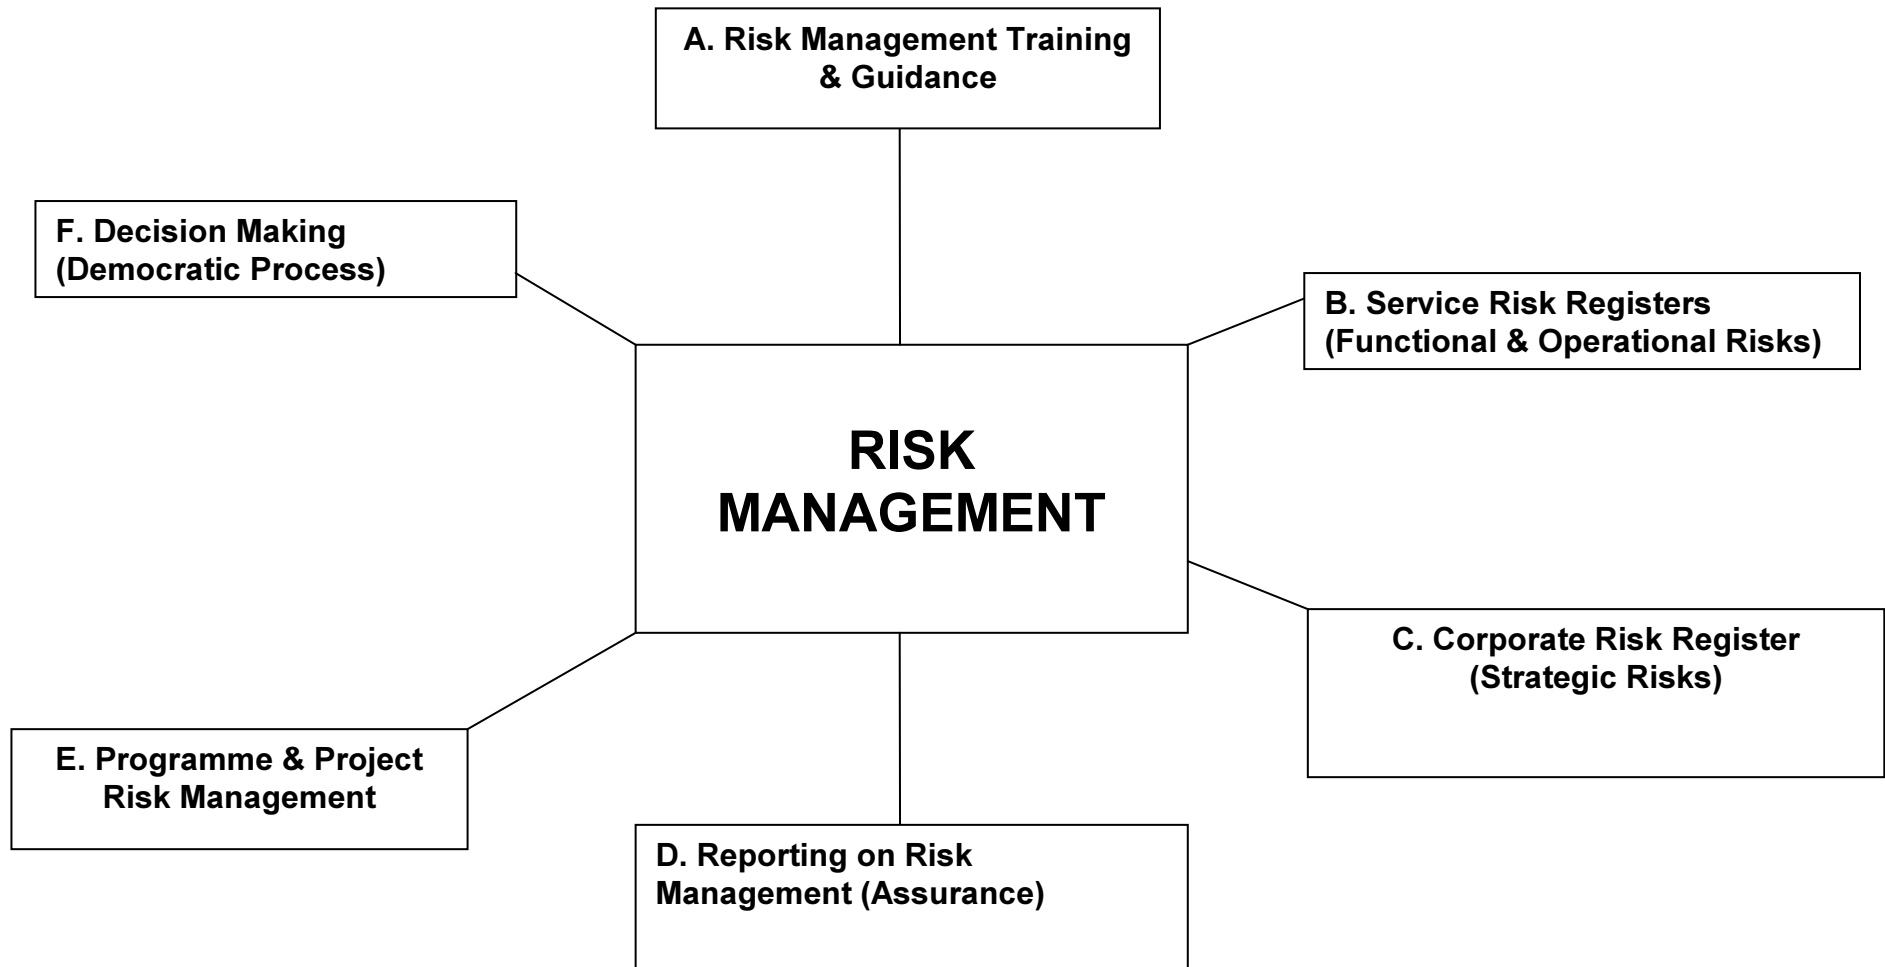 A. Risk Management Training
& Guidance
F. Decision Making
(Democratic Process)
B. Service Risk Registers
(Functional & Operational Risks)
RISK
MANAGEMENT
C. Corporate Risk Register
(Strategic Risks)
E. Programme & Project
Risk Management
D. Reporting on Risk
Management (Assurance)